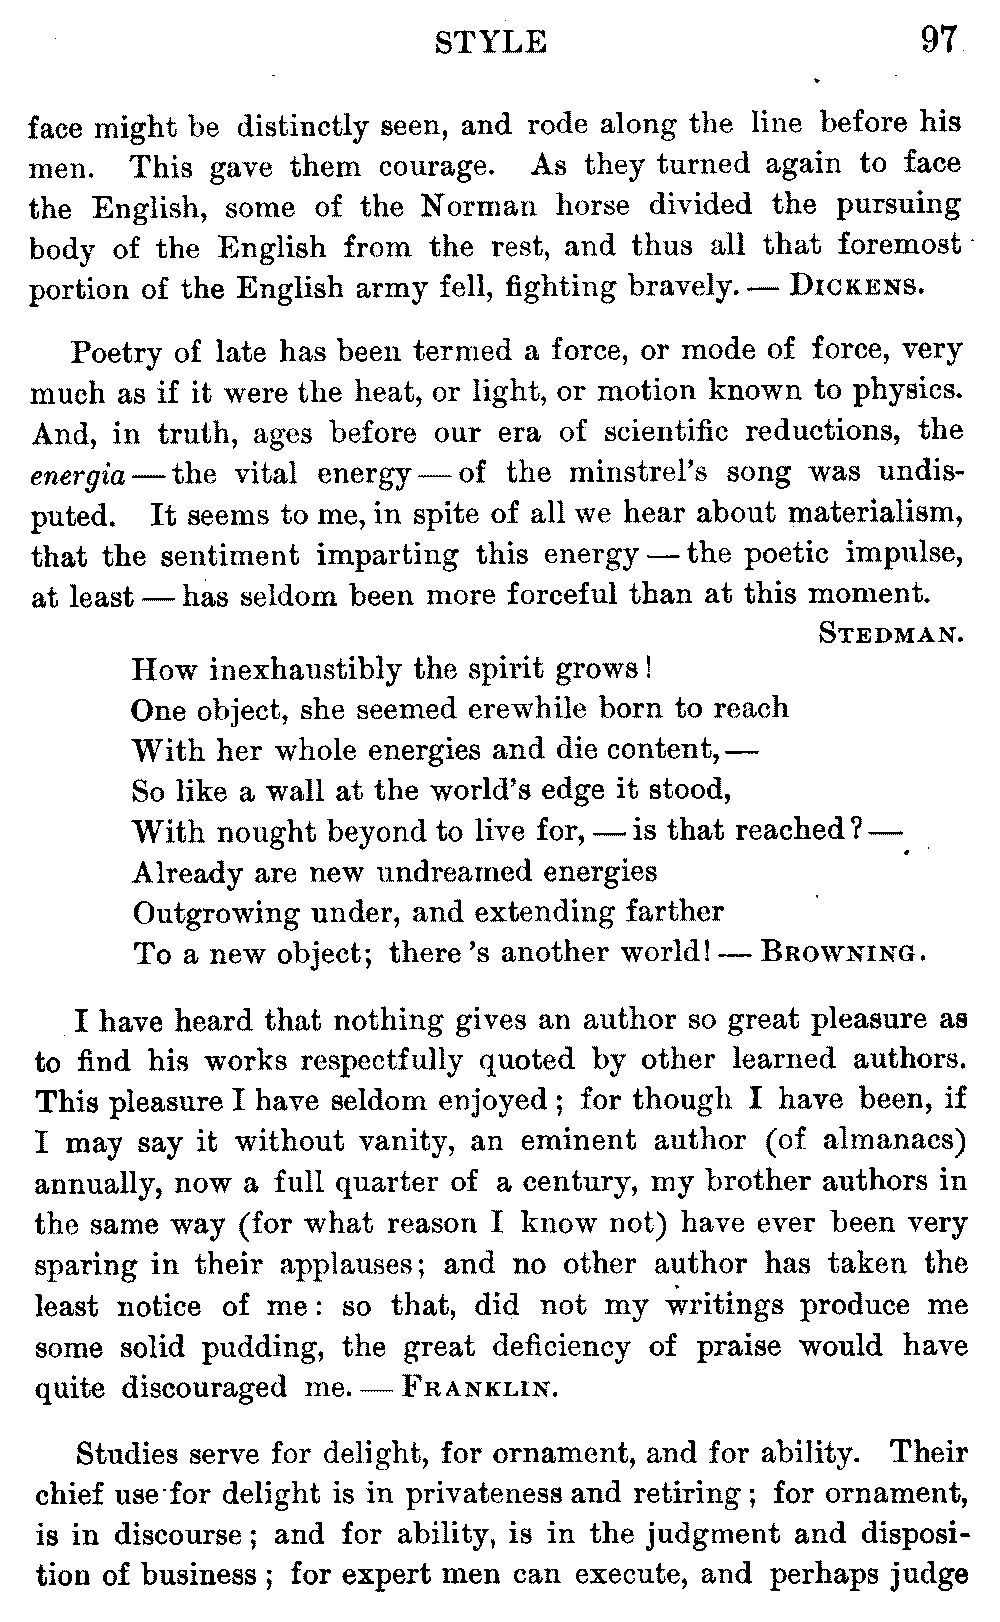 STYLE 97
face might be distinctly seen, and rode along the line before his
men. This gave them courage. As they turned again to face
the English, some of the Norman horse divided the pursuing
body of the English from the rest, and thus all that foremost
portion of the English army fell, fighting bravely. — DICKENS.
Poetry of late has been termed a force, or mode of force, very
much as if it were the heat, or light, or motion known to physics.
And, in truth, ages before our era of scientific reductions, the
energia — the vital energy — of the minstrel's song was undis-
puted. It seems to me, in spite of all we hear about materialism,
that the sentiment imparting this energy — the poetic impulse,
at least — has seldom been more forceful than at this moment.
STEDMAN.
How inexhaustibly the spirit grows!
One object, she seemed erewhile born to reach
With her whole energies and die content, —
So like a wall at the world's edge it stood,
With nought beyond to live for, — is that reached? —
Already are new undreamed energies
Outgrowing under, and extending farther
To a new object; there's another world! — BROWNING.
I have heard that nothing gives an author so great pleasure as
to find his works respectfully quoted by other learned authors.
This pleasure I have seldom enjoyed; for though I have been, if
I may say it without vanity, an eminent author (of almanacs)
annually, now a full quarter of a century, my brother authors in
the same way (for what reason I know not) have ever been very
sparing in their applauses; and no other author has taken the
least notice of me: so that, did not my writings produce me
some solid pudding, the great deficiency of praise would have
quite discouraged me. — FRANKLIN.
Studies serve for delight, for ornament, and for ability. Their
chief use for delight is in privateness and retiring; for ornament,
is in discourse; and for ability, is in the judgment and disposi-
tion of business; for expert men can execute, and perhaps judge